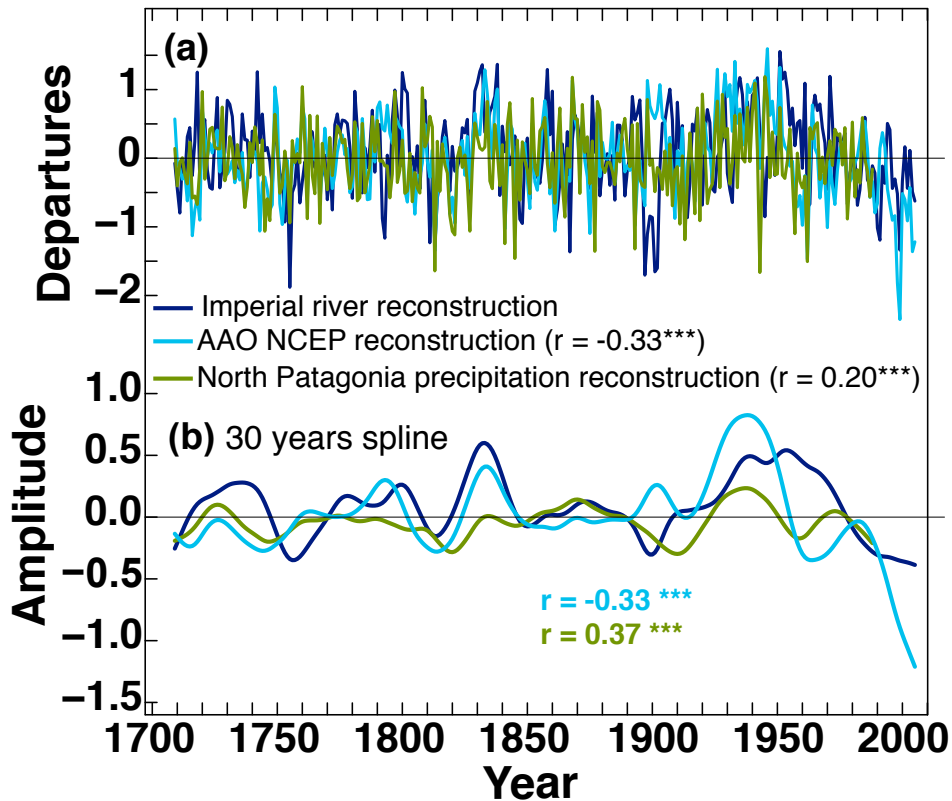 (a)
Departures
1
0
−1
−2
Imperial river reconstruction
AAO NCEP reconstruction (r = -0.33***)
North Patagonia precipitation reconstruction (r = 0.20***)
(b) 30 years spline
Amplitude
1.0
0.5
0.0
−0.5
−1.0
−1.5
r = -0.33 ***
r = 0.37 ***
1700 1750 1800 1850 1900 1950 2000
Year